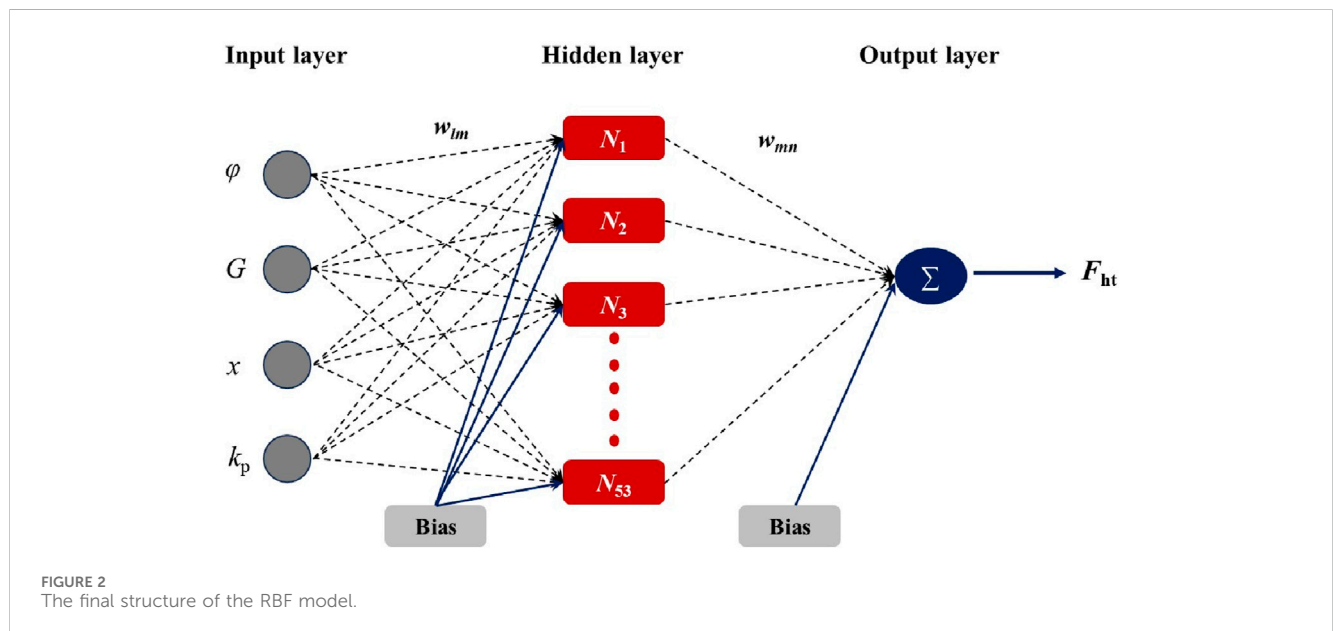 Input layer
Hidden layer
Output layer
w_lm
w_mn
N_1
φ
N_2
G
N_3
Σ
F_ht
x
k_p
N_53
Bias
Bias
FIGURE 2
The final structure of the RBF model.